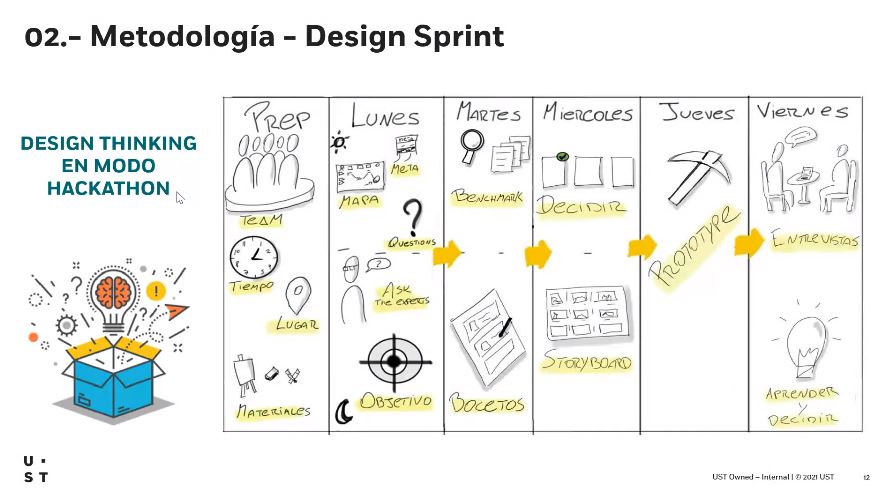 02.- Metodología - Design Sprint
DESIGN THINKING
EN MODO
HACKATHON
PREP
TEAM
TIEMPO
LUGAR
MATERIALES
LUNES
META
META
MAPA
QUESTIONS
ASK
THE EXPERTS
OBJETIVO
MARTES
BENCHMARK
BOCETOS
MIERCOLES
DECIDIR
STORYBOARD
JUEVES
PROTOTYPE
VIERNES
ENTREVISTAS
APRENDER
Y
DECIDIR
U ·
S T
UST Owned – Internal | © 2021 UST
12